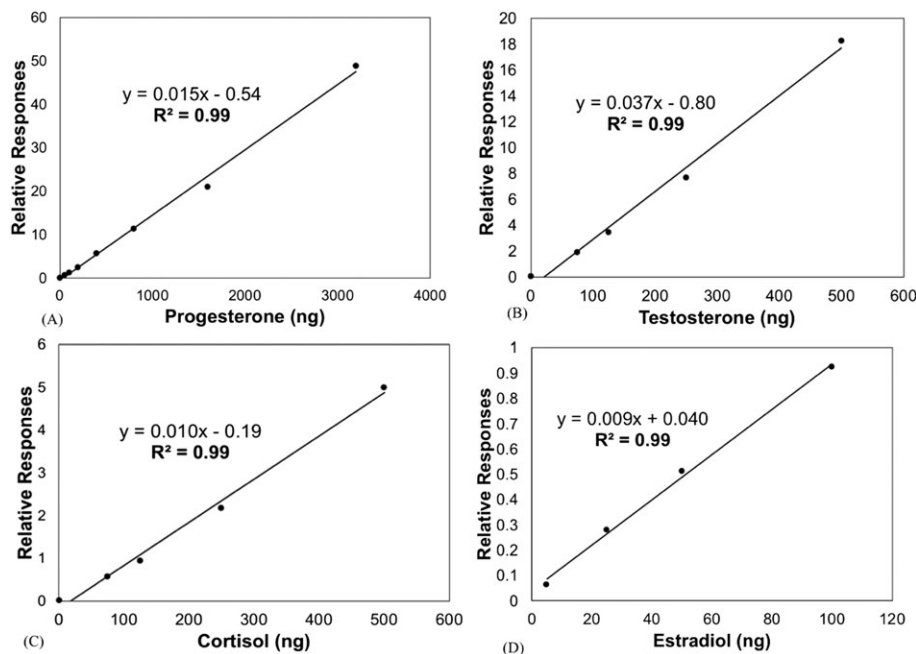 60
50
40
30
20
10
0
Relative Responses
y = 0.015x - 0.54
R² = 0.99
0 1000 2000 3000 4000
(A) Progesterone (ng)
20
18
16
14
12
10
8
6
4
2
0
Relative Responses
y = 0.037x - 0.80
R² = 0.99
0 100 200 300 400 500 600
(B) Testosterone (ng)
6
5
4
3
2
1
0
Relative Responses
y = 0.010x - 0.19
R² = 0.99
0 100 200 300 400 500 600
(C) Cortisol (ng)
1
0.9
0.8
0.7
0.6
0.5
0.4
0.3
0.2
0.1
0
Relative Responses
y = 0.009x + 0.040
R² = 0.99
0 20 40 60 80 100 120
(D) Estradiol (ng)